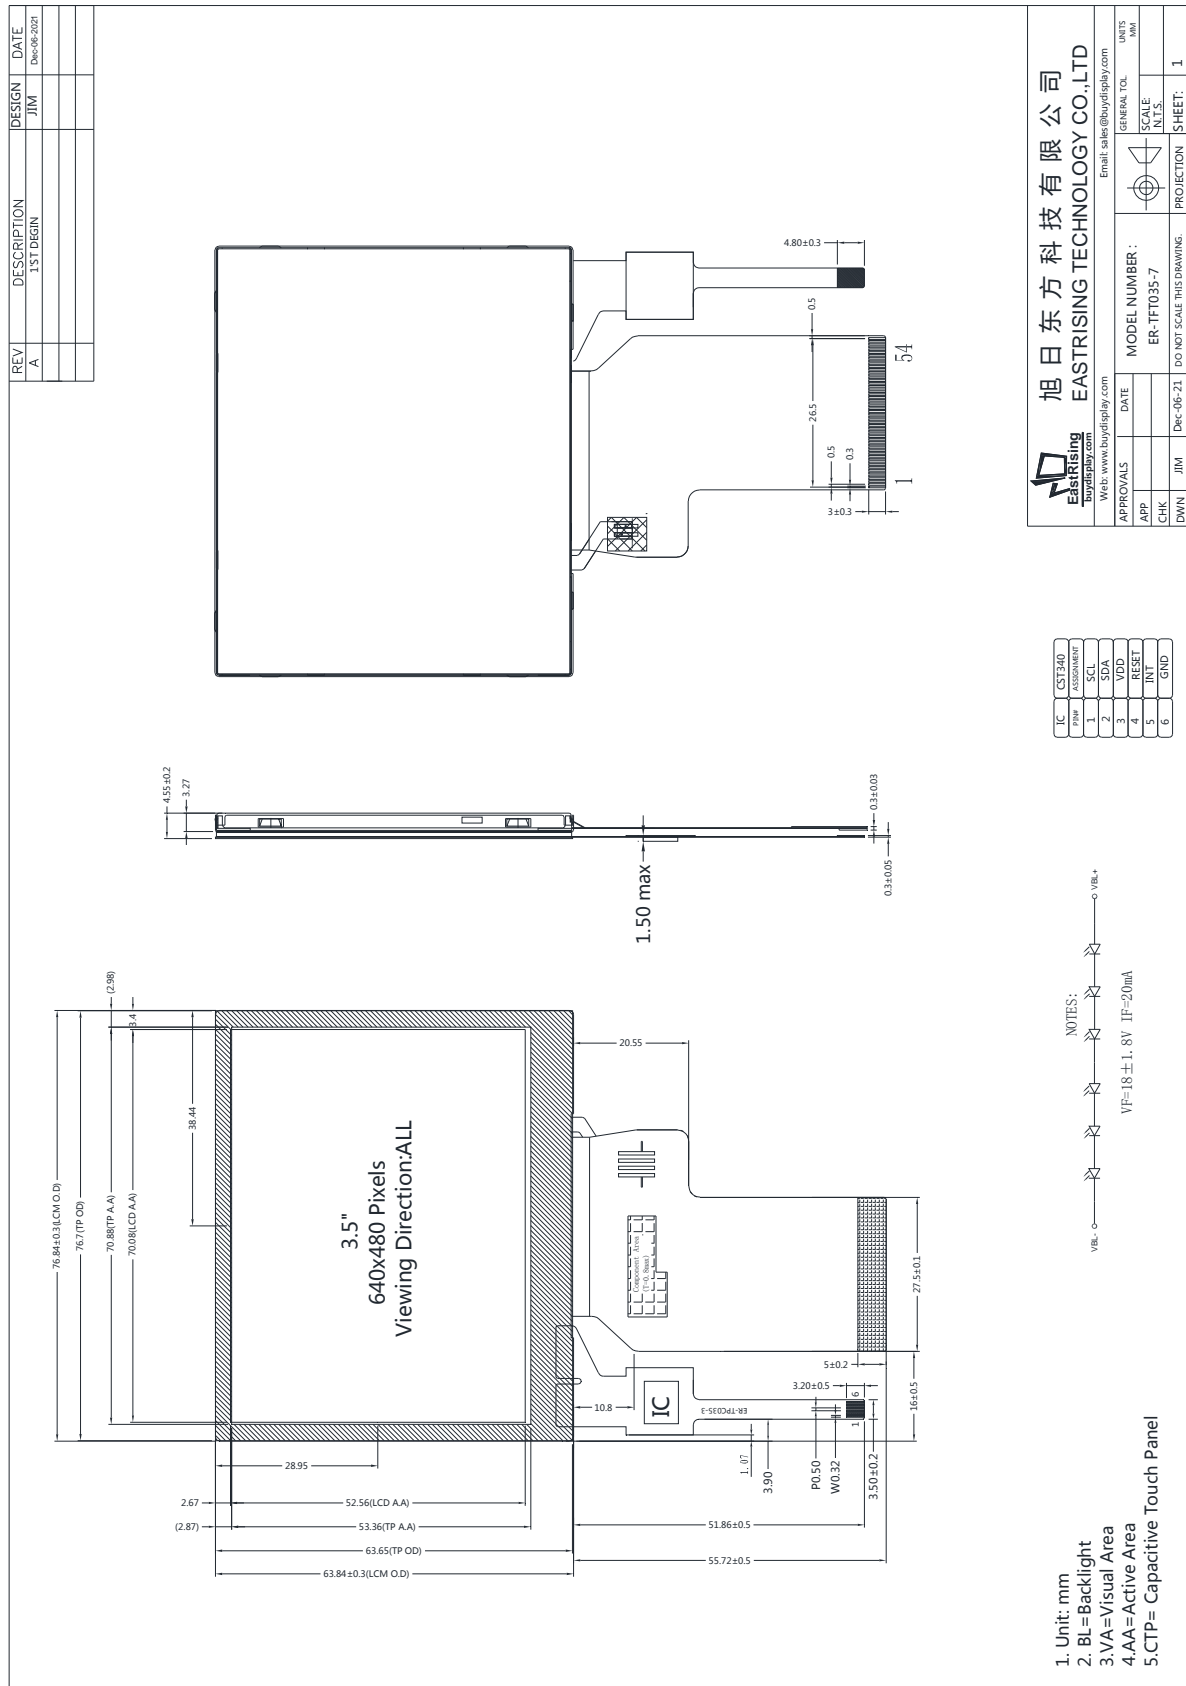 REV DESCRIPTION DESIGN DATE
A 1'ST DEGIN JIM Dec-06-2021
76.84±0.3(LCM O.D)
76.7(TP OD)
70.88(TP A.A)
70.08(LCD A.A)
(2.98)
3.4
38.44
3.5"
640x480 Pixels
Viewing Direction:ALL
28.95
2.67
52.56(LCD A.A)
(2.87)
53.36(TP A.A)
63.65(TP OD)
63.84±0.3(LCM O.D)
20.55
Component Area
(T=0.8mm)
10.8
IC
ER-TPC035-3
1.07
3.90
P0.50
W0.32
3.20±0.5
1
6
3.50±0.2
5±0.2
27.5±0.1
16±0.5
51.86±0.5
55.72±0.5
4.55±0.2
3.27
1.50 max
0.3±0.03
0.3±0.05
4.80±0.3
0.5
26.5
0.5
0.3
3±0.3
1
54
1. Unit: mm
2. BL=Backlight
3.VA=Visual Area
4.AA=Active Area
5.CTP= Capacitive Touch Panel
NOTES:
VBL-
VBL+
VF=18±1.8V IF=20mA
IC CST340
PIN# ASSIGNMENT
1 SCL
2 SDA
3 VDD
4 RESET
5 INT
6 GND
EastRising
buydisplay.com
旭日东方科技有限公司
EASTRISING TECHNOLOGY CO.,LTD
Web: www.buydisplay.com Email: sales@buydisplay.com
APPROVALS DATE
APP
CHK
DWN JIM Dec-06-21
MODEL NUMBER :
ER-TFT035-7
DO NOT SCALE THIS DRAWING.
PROJECTION
GENERAL TOL.
UNITS
MM
SCALE:
N.T.S.
SHEET: 1